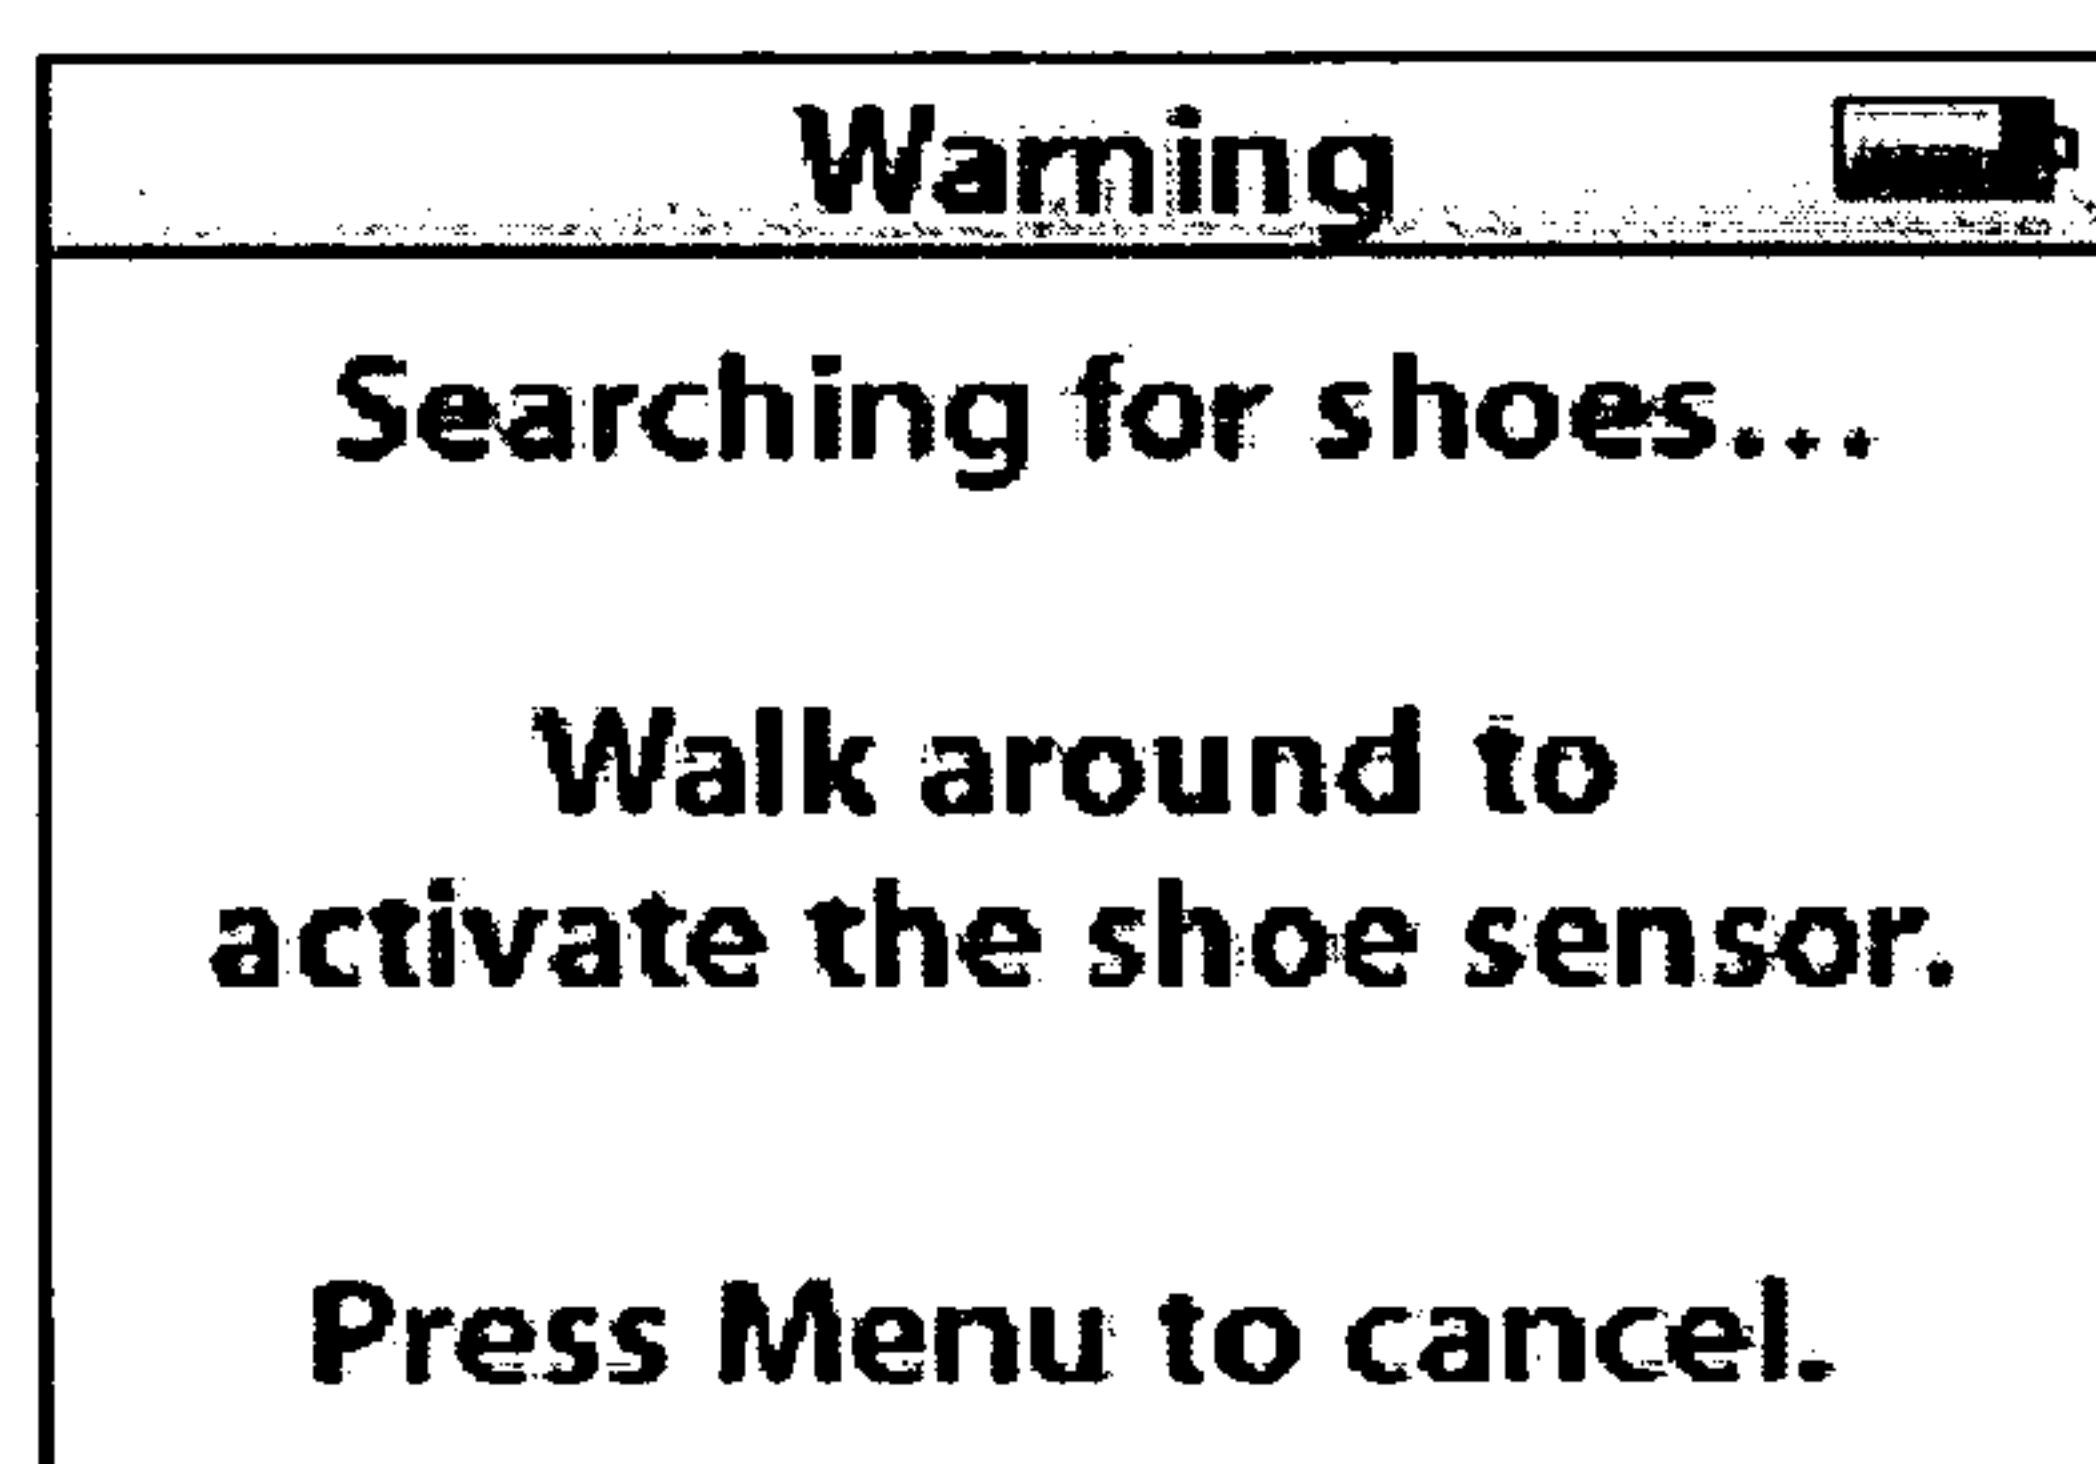 Warning
Searching for shoes...
Walk around to
activate the shoe sensor.
Press Menu to cancel.